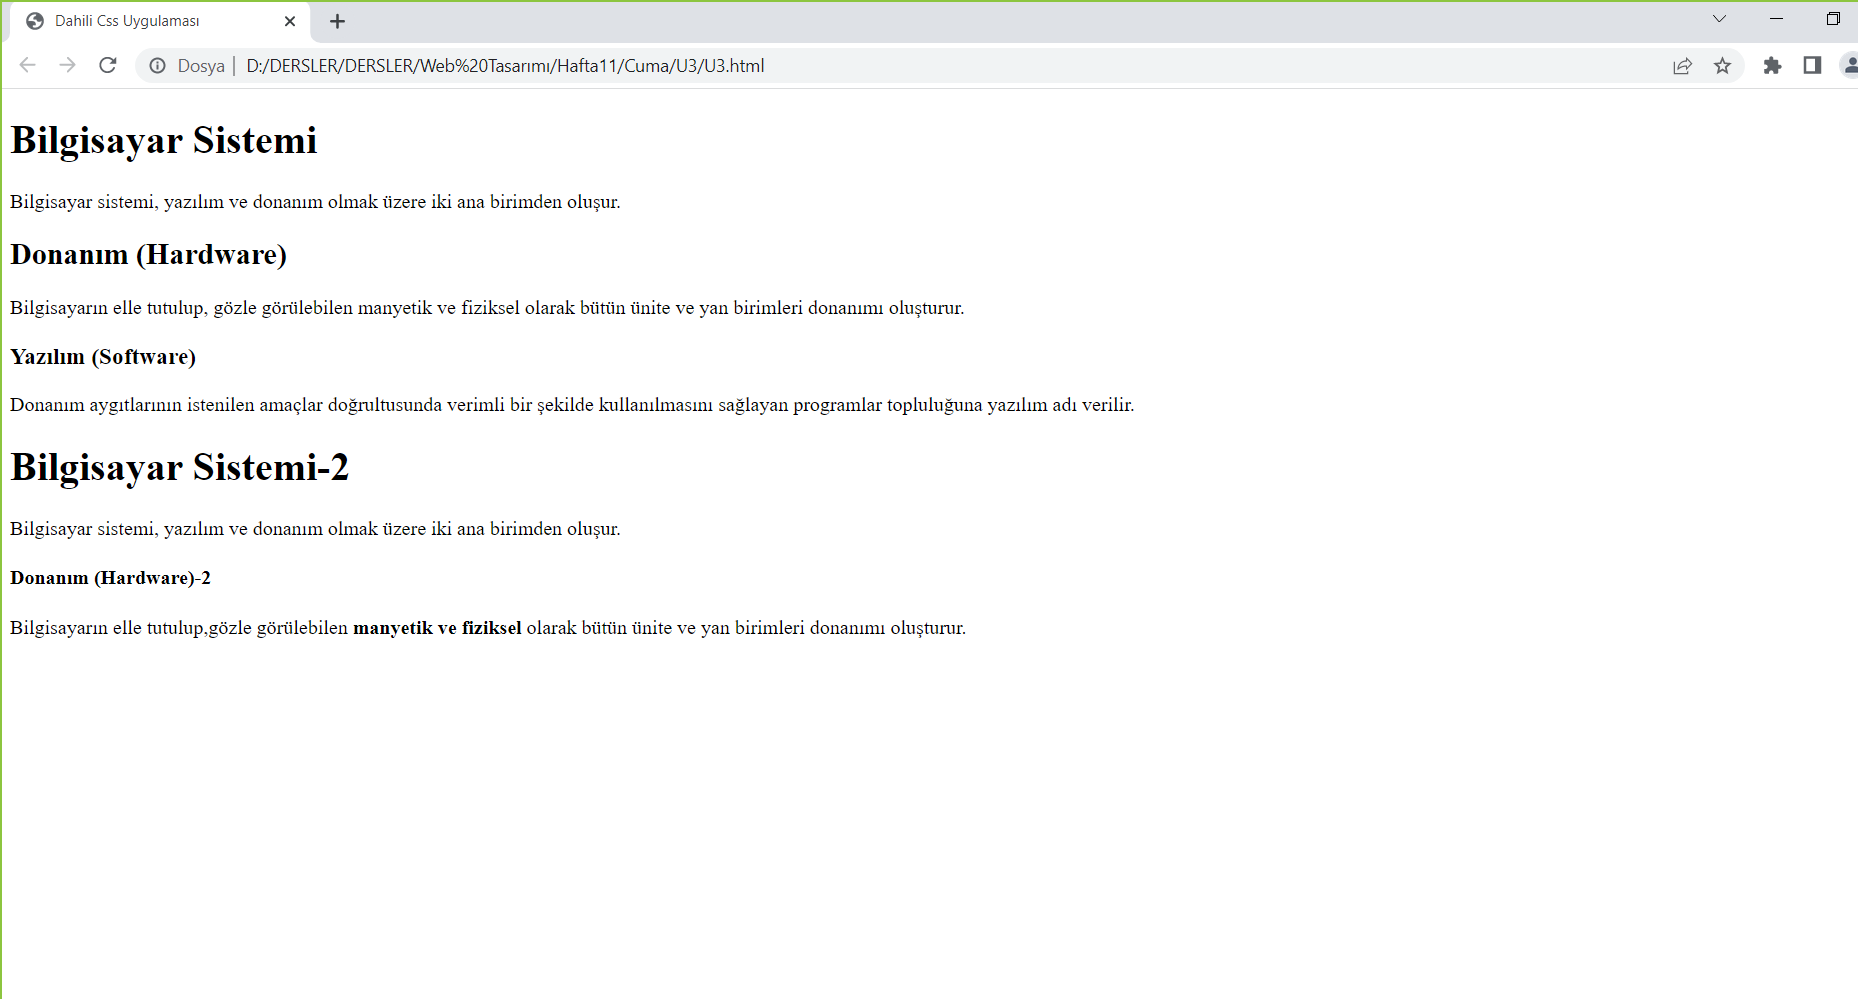 Dahili Css Uygulaması
Dosya | D:/DERSLER/DERSLER/Web%20Tasarımı/Hafta11/Cuma/U3/U3.html
Bilgisayar Sistemi
Bilgisayar sistemi, yazılım ve donanım olmak üzere iki ana birimden oluşur.
Donanım (Hardware)
Bilgisayarın elle tutulup, gözle görülebilen manyetik ve fiziksel olarak bütün ünite ve yan birimleri donanımı oluşturur.
Yazılım (Software)
Donanım aygıtlarının istenilen amaçlar doğrultusunda verimli bir şekilde kullanılmasını sağlayan programlar topluluğuna yazılım adı verilir.
Bilgisayar Sistemi-2
Bilgisayar sistemi, yazılım ve donanım olmak üzere iki ana birimden oluşur.
Donanım (Hardware)-2
Bilgisayarın elle tutulup,gözle görülebilen manyetik ve fiziksel olarak bütün ünite ve yan birimleri donanımı oluşturur.